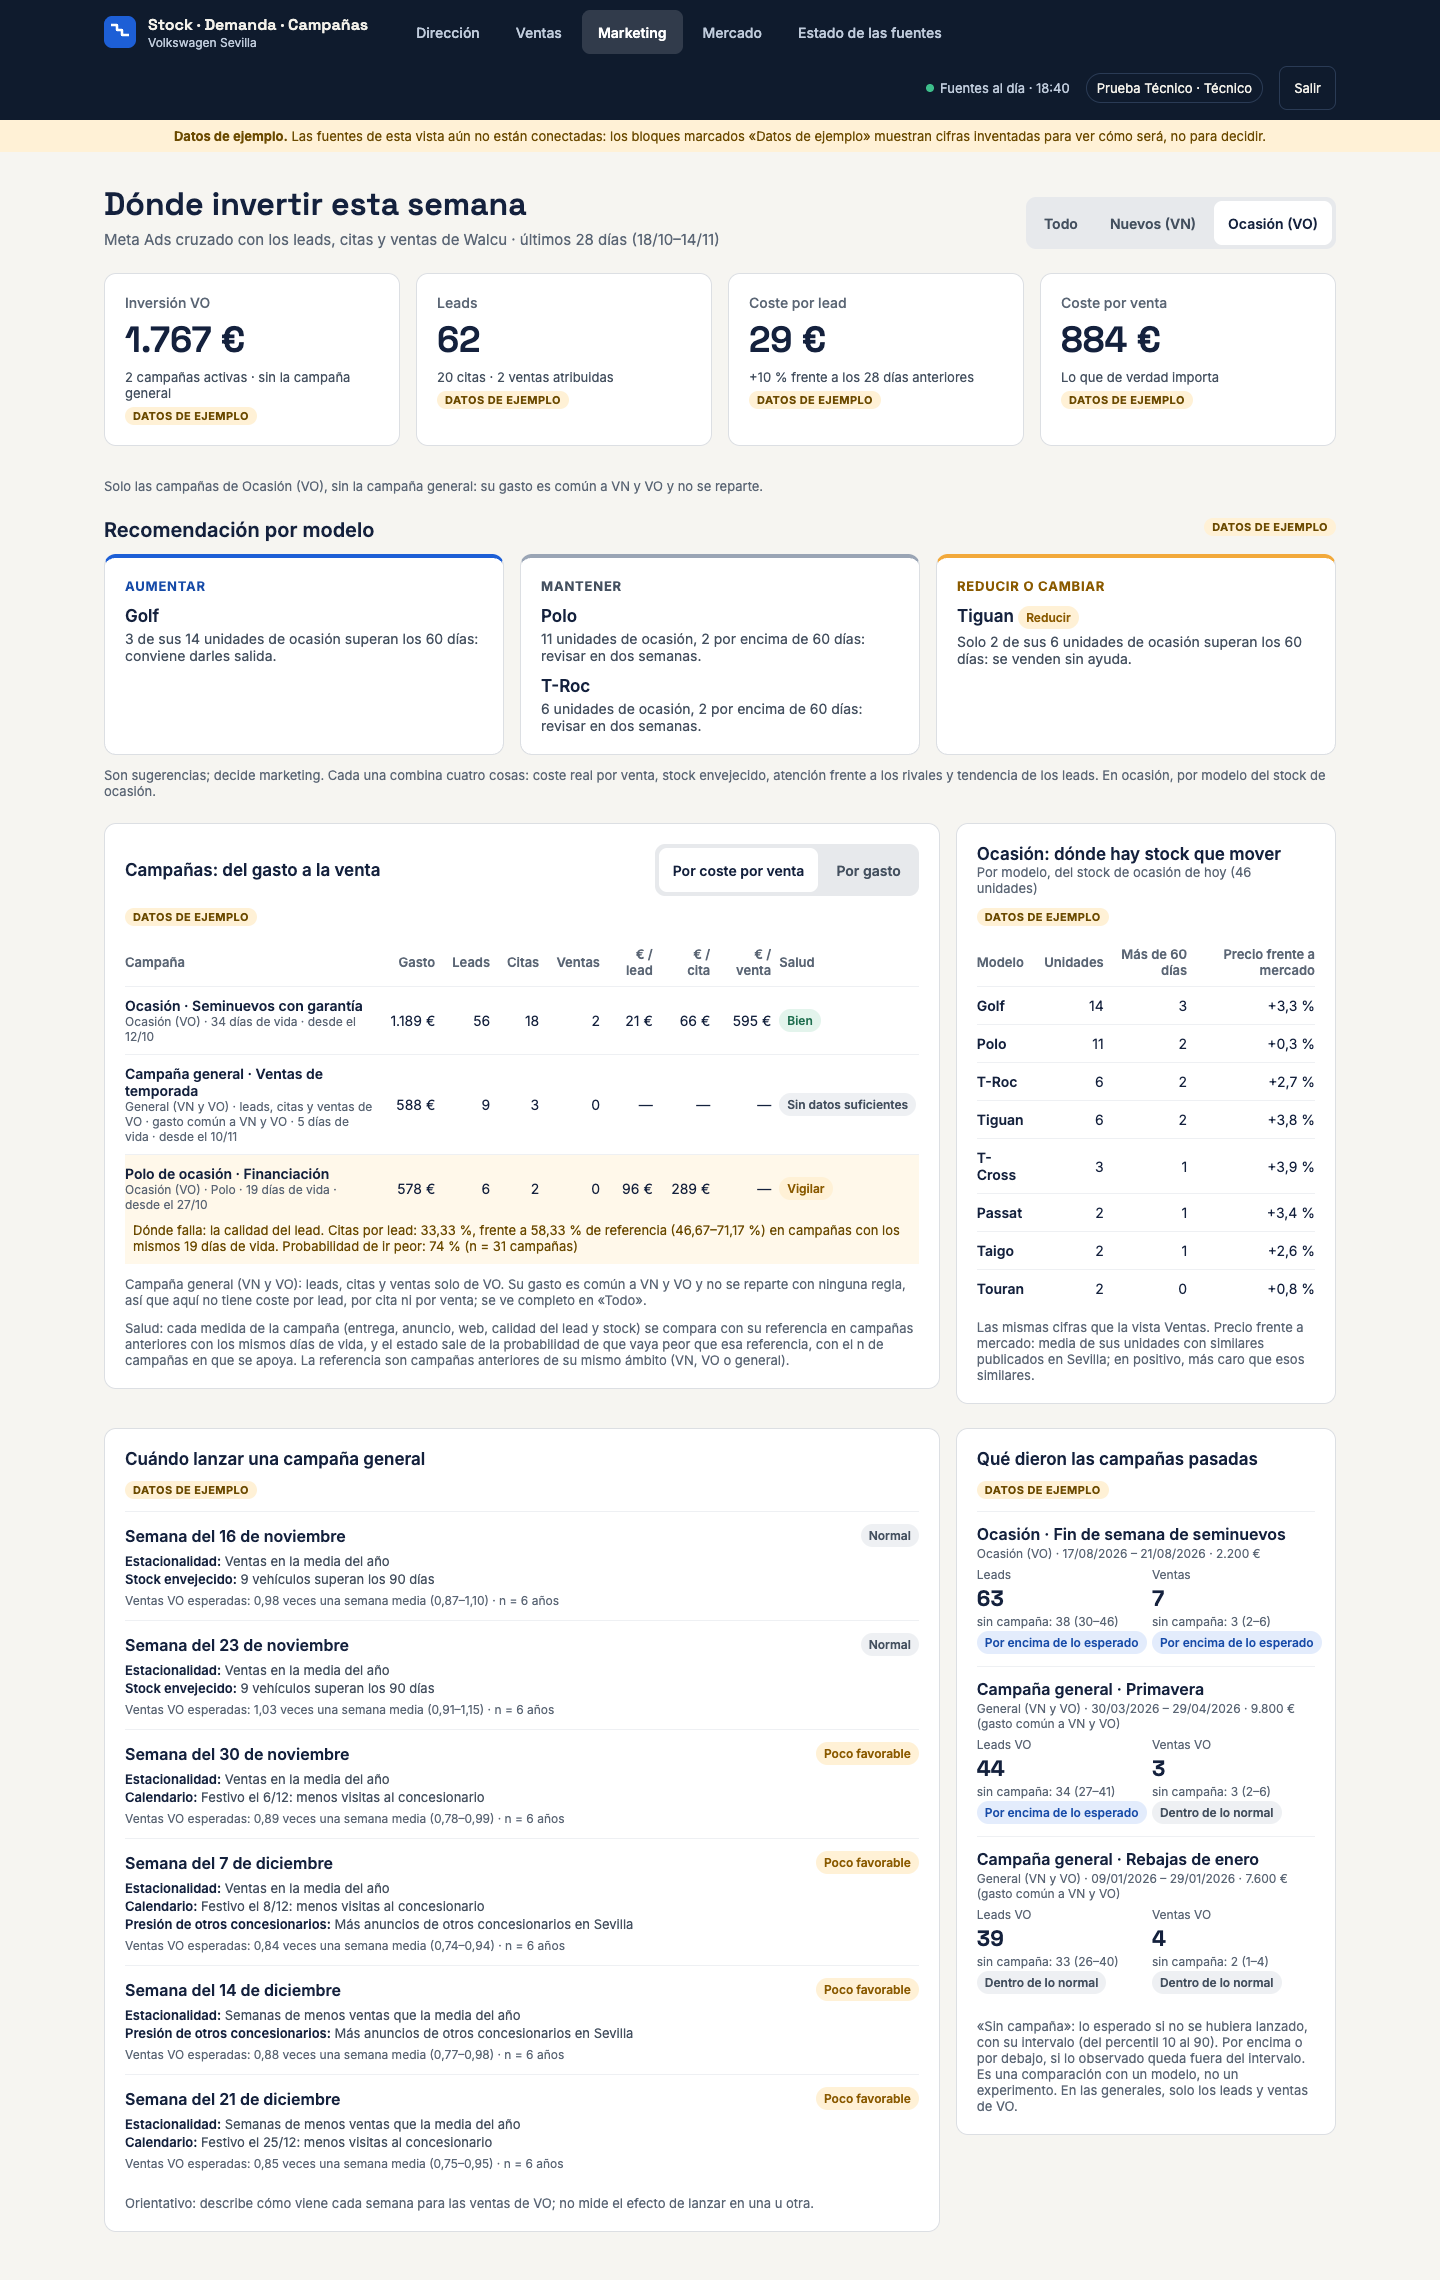 Stock · Demanda · Campañas
Volkswagen Sevilla
Dirección
Ventas
Marketing
Mercado
Estado de las fuentes
Fuentes al día · 18:40
Prueba Técnico · Técnico
Salir
Datos de ejemplo. Las fuentes de esta vista aún no están conectadas: los bloques marcados «Datos de ejemplo» muestran cifras inventadas para ver cómo será, no para decidir.
Dónde invertir esta semana
Meta Ads cruzado con los leads, citas y ventas de Walcu · últimos 28 días (18/10–14/11)
Todo
Nuevos (VN)
Ocasión (VO)
Inversión VO
1.767 €
2 campañas activas · sin la campaña
general
DATOS DE EJEMPLO
Leads
62
20 citas · 2 ventas atribuidas
DATOS DE EJEMPLO
Coste por lead
29 €
+10 % frente a los 28 días anteriores
DATOS DE EJEMPLO
Coste por venta
884 €
Lo que de verdad importa
DATOS DE EJEMPLO
Solo las campañas de Ocasión (VO), sin la campaña general: su gasto es común a VN y VO y no se reparte.
Recomendación por modelo
DATOS DE EJEMPLO
AUMENTAR
Golf
3 de sus 14 unidades de ocasión superan los 60 días:
conviene darles salida.
MANTENER
Polo
11 unidades de ocasión, 2 por encima de 60 días:
revisar en dos semanas.
T-Roc
6 unidades de ocasión, 2 por encima de 60 días:
revisar en dos semanas.
REDUCIR O CAMBIAR
Tiguan Reducir
Solo 2 de sus 6 unidades de ocasión superan los 60
días: se venden sin ayuda.
Son sugerencias; decide marketing. Cada una combina cuatro cosas: coste real por venta, stock envejecido, atención frente a los rivales y tendencia de los leads. En ocasión, por modelo del stock de
ocasión.
Campañas: del gasto a la venta
Por coste por venta
Por gasto
DATOS DE EJEMPLO
Campaña Gasto Leads Citas Ventas € / lead € / cita € / venta Salud
Ocasión · Seminuevos con garantía
Ocasión (VO) · 34 días de vida · desde el
12/10
1.189 € 56 18 2 21 € 66 € 595 € Bien
Campaña general · Ventas de
temporada
General (VN y VO) · leads, citas y ventas de
VO · gasto común a VN y VO · 5 días de
vida · desde el 10/11
588 € 9 3 0 — — — Sin datos suficientes
Polo de ocasión · Financiación
Ocasión (VO) · Polo · 19 días de vida ·
desde el 27/10
578 € 6 2 0 96 € 289 € — Vigilar
Dónde falla: la calidad del lead. Citas por lead: 33,33 %, frente a 58,33 % de referencia (46,67–71,17 %) en campañas con los
mismos 19 días de vida. Probabilidad de ir peor: 74 % (n = 31 campañas)
Campaña general (VN y VO): leads, citas y ventas solo de VO. Su gasto es común a VN y VO y no se reparte con ninguna regla,
así que aquí no tiene coste por lead, por cita ni por venta; se ve completo en «Todo».
Salud: cada medida de la campaña (entrega, anuncio, web, calidad del lead y stock) se compara con su referencia en campañas
anteriores con los mismos días de vida, y el estado sale de la probabilidad de que vaya peor que esa referencia, con el n de
campañas en que se apoya. La referencia son campañas anteriores de su mismo ámbito (VN, VO o general).
Ocasión: dónde hay stock que mover
Por modelo, del stock de ocasión de hoy (46
unidades)
DATOS DE EJEMPLO
Modelo Unidades Más de 60 días Precio frente a mercado
Golf 14 3 +3,3 %
Polo 11 2 +0,3 %
T-Roc 6 2 +2,7 %
Tiguan 6 2 +3,8 %
T-
Cross 3 1 +3,9 %
Passat 2 1 +3,4 %
Taigo 2 1 +2,6 %
Touran 2 0 +0,8 %
Las mismas cifras que la vista Ventas. Precio frente a
mercado: media de sus unidades con similares
publicados en Sevilla; en positivo, más caro que esos
similares.
Cuándo lanzar una campaña general
DATOS DE EJEMPLO
Semana del 16 de noviembre
Normal
Estacionalidad: Ventas en la media del año
Stock envejecido: 9 vehículos superan los 90 días
Ventas VO esperadas: 0,98 veces una semana media (0,87–1,10) · n = 6 años
Semana del 23 de noviembre
Normal
Estacionalidad: Ventas en la media del año
Stock envejecido: 9 vehículos superan los 90 días
Ventas VO esperadas: 1,03 veces una semana media (0,91–1,15) · n = 6 años
Semana del 30 de noviembre
Poco favorable
Estacionalidad: Ventas en la media del año
Calendario: Festivo el 6/12: menos visitas al concesionario
Ventas VO esperadas: 0,89 veces una semana media (0,78–0,99) · n = 6 años
Semana del 7 de diciembre
Poco favorable
Estacionalidad: Ventas en la media del año
Calendario: Festivo el 8/12: menos visitas al concesionario
Presión de otros concesionarios: Más anuncios de otros concesionarios en Sevilla
Ventas VO esperadas: 0,84 veces una semana media (0,74–0,94) · n = 6 años
Semana del 14 de diciembre
Poco favorable
Estacionalidad: Semanas de menos ventas que la media del año
Presión de otros concesionarios: Más anuncios de otros concesionarios en Sevilla
Ventas VO esperadas: 0,88 veces una semana media (0,77–0,98) · n = 6 años
Semana del 21 de diciembre
Poco favorable
Estacionalidad: Semanas de menos ventas que la media del año
Calendario: Festivo el 25/12: menos visitas al concesionario
Ventas VO esperadas: 0,85 veces una semana media (0,75–0,95) · n = 6 años
Orientativo: describe cómo viene cada semana para las ventas de VO; no mide el efecto de lanzar en una u otra.
Qué dieron las campañas pasadas
DATOS DE EJEMPLO
Ocasión · Fin de semana de seminuevos
Ocasión (VO) · 17/08/2026 – 21/08/2026 · 2.200 €
Leads Ventas
63 7
sin campaña: 38 (30–46) sin campaña: 3 (2–6)
Por encima de lo esperado Por encima de lo esperado
Campaña general · Primavera
General (VN y VO) · 30/03/2026 – 29/04/2026 · 9.800 €
(gasto común a VN y VO)
Leads VO Ventas VO
44 3
sin campaña: 34 (27–41) sin campaña: 3 (2–6)
Por encima de lo esperado Dentro de lo normal
Campaña general · Rebajas de enero
General (VN y VO) · 09/01/2026 – 29/01/2026 · 7.600 €
(gasto común a VN y VO)
Leads VO Ventas VO
39 4
sin campaña: 33 (26–40) sin campaña: 2 (1–4)
Dentro de lo normal Dentro de lo normal
«Sin campaña»: lo esperado si no se hubiera lanzado,
con su intervalo (del percentil 10 al 90). Por encima o
por debajo, si lo observado queda fuera del intervalo.
Es una comparación con un modelo, no un
experimento. En las generales, solo los leads y ventas
de VO.